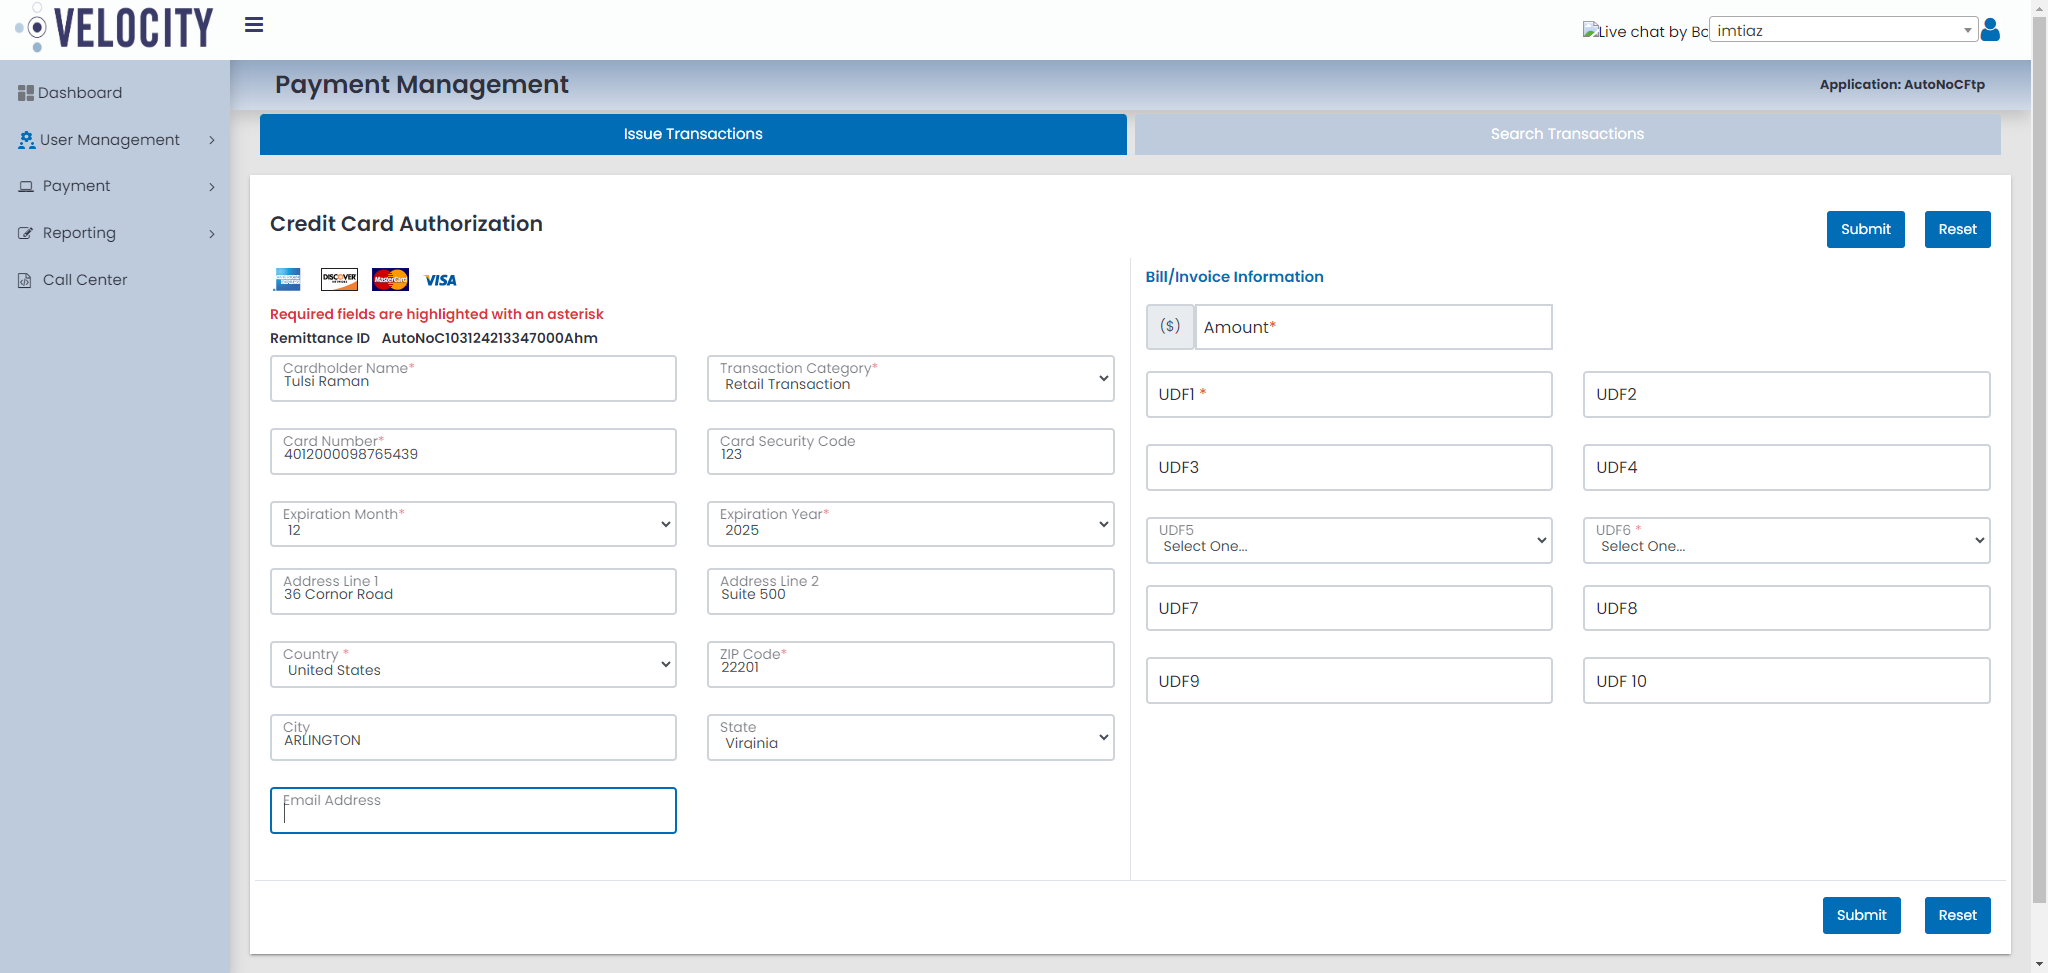 VELOCITY
Live chat by Bo
imtiaz
Dashboard
User Management
Payment
Reporting
Call Center
Payment Management
Application: AutoNoCFtp
Issue Transactions
Search Transactions
Credit Card Authorization
Submit
Reset
DISCOVER
MasterCard
VISA
Required fields are highlighted with an asterisk
Remittance ID AutoNoC103124213347000Ahm
Cardholder Name*
Tulsi Raman
Transaction Category*
Retail Transaction
Card Number*
4012000098765439
Card Security Code
123
Expiration Month*
12
Expiration Year*
2025
Address Line 1
36 Cornor Road
Address Line 2
Suite 500
Country *
United States
ZIP Code*
22201
City
ARLINGTON
State
Virginia
Email Address
Bill/Invoice Information
($)
Amount*
UDF1 *
UDF2
UDF3
UDF4
UDF5
Select One...
UDF6 *
Select One...
UDF7
UDF8
UDF9
UDF 10
Submit
Reset